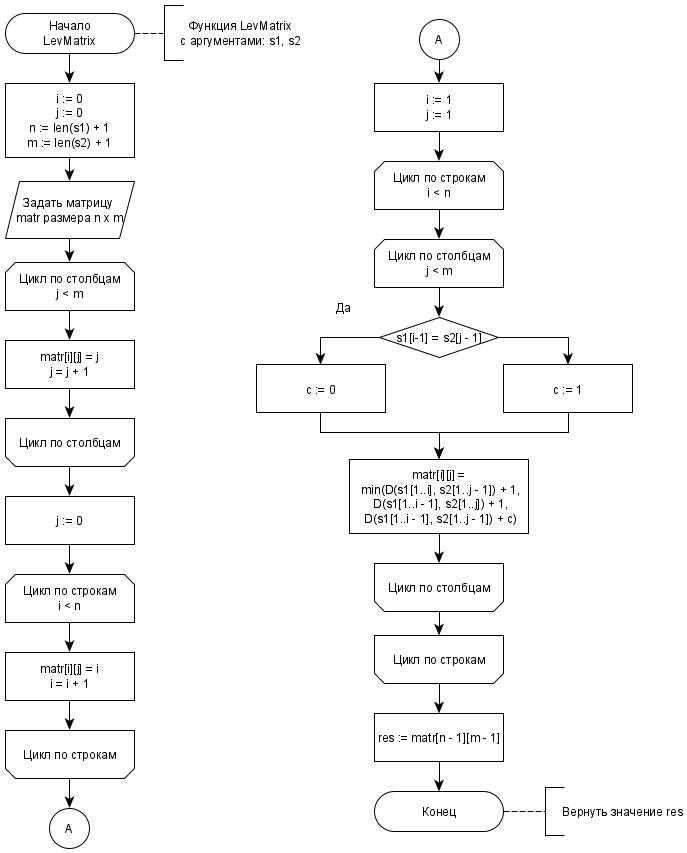 Начало
LevMatrix
Функция LevMatrix
с аргументами: s1, s2
i := 0
j := 0
n := len(s1) + 1
m := len(s2) + 1
Задать матрицу
matr размера n x m
Цикл по столбцам
j < m
matr[i][j] = j
j = j + 1
Цикл по столбцам
j := 0
Цикл по строкам
i < n
matr[i][j] = i
i = i + 1
Цикл по строкам
A
A
i := 1
j := 1
Цикл по строкам
i < n
Цикл по столбцам
j < m
Да
s1[i-1] = s2[j - 1]
c := 0
c := 1
matr[i][j] =
min(D(s1[1..i], s2[1..j - 1]) + 1,
D(s1[1..i - 1], s2[1..j]) + 1,
D(s1[1..i - 1], s2[1..j - 1]) + c)
Цикл по столбцам
Цикл по строкам
res := matr[n - 1][m - 1]
Конец
Вернуть значение res